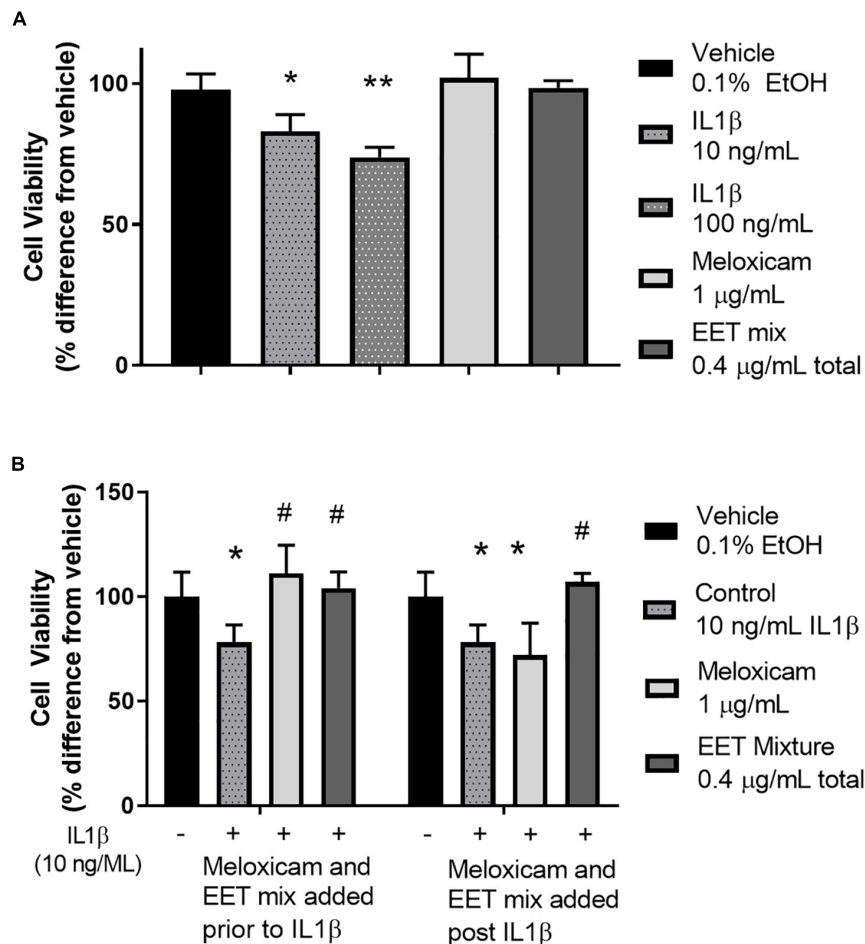 A
Cell Viability
(% difference from vehicle)
100
50
0
*
**
Vehicle
0.1% EtOH
IL1β
10 ng/mL
IL1β
100 ng/mL
Meloxicam
1 μg/mL
EET mix
0.4 μg/mL total
B
Cell Viability
(% difference from vehicle)
150
100
50
0
* # # * * #
Vehicle
0.1% EtOH
Control
10 ng/mL IL1β
Meloxicam
1 μg/mL
EET Mixture
0.4 μg/mL total
IL1β - + + + - + + +
(10 ng/ML)
Meloxicam and
EET mix added
prior to IL1β
Meloxicam and
EET mix added
post IL1β